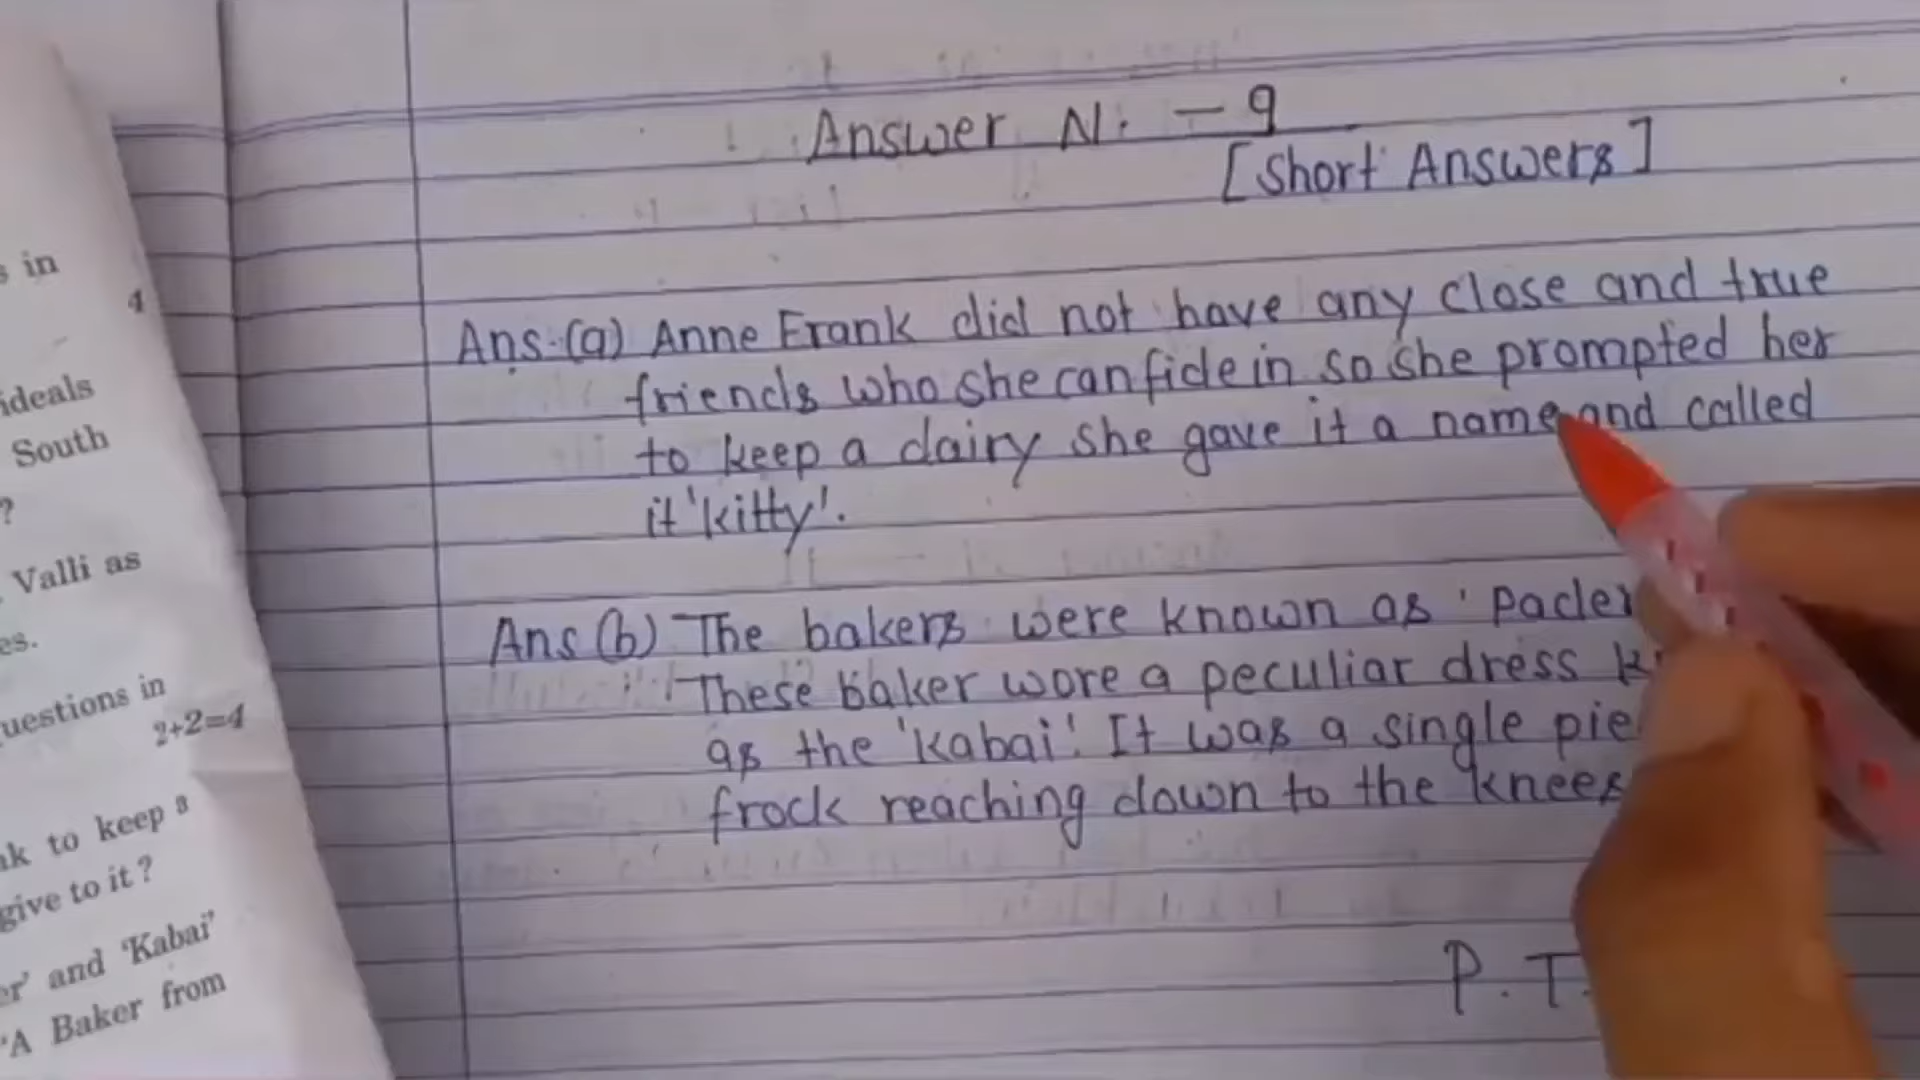 s in
4
ideals
South
?
Valli as
es.
uestions in
2+2=4
nk to keep a
give to it ?
er' and 'Kabai'
'A Baker from
Answer N. - 9
[Short Answers]
Ans.(a) Anne Frank did not have any close and true
friends who she canfide in so she prompted her
to keep a dairy she gave it a name and called
it 'kitty'.
Ans (b) The bakers were known as 'pader
These baker wore a peculiar dress k
as the 'kabai'. It was a single pie
frock reaching down to the knees
P. T.